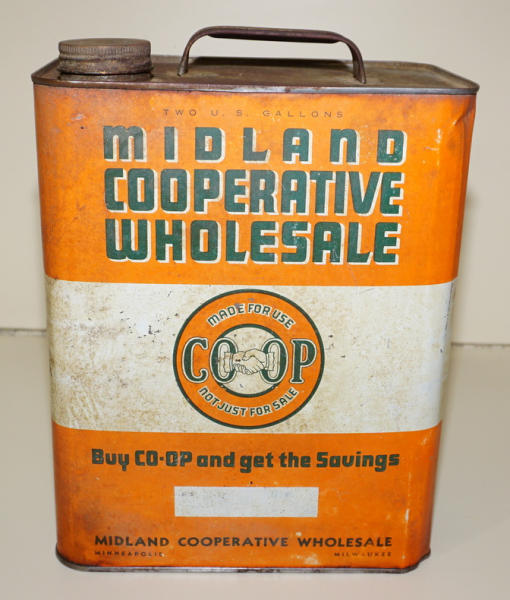 TWO U. S. GALLONS
MIDLAND
COOPERATIVE
WHOLESALE
MADE FOR USE
CO-OP
NOT JUST FOR SALE
Buy CO-OP and get the Savings
MIDLAND COOPERATIVE WHOLESALE
MINNEAPOLIS MILWAUKEE